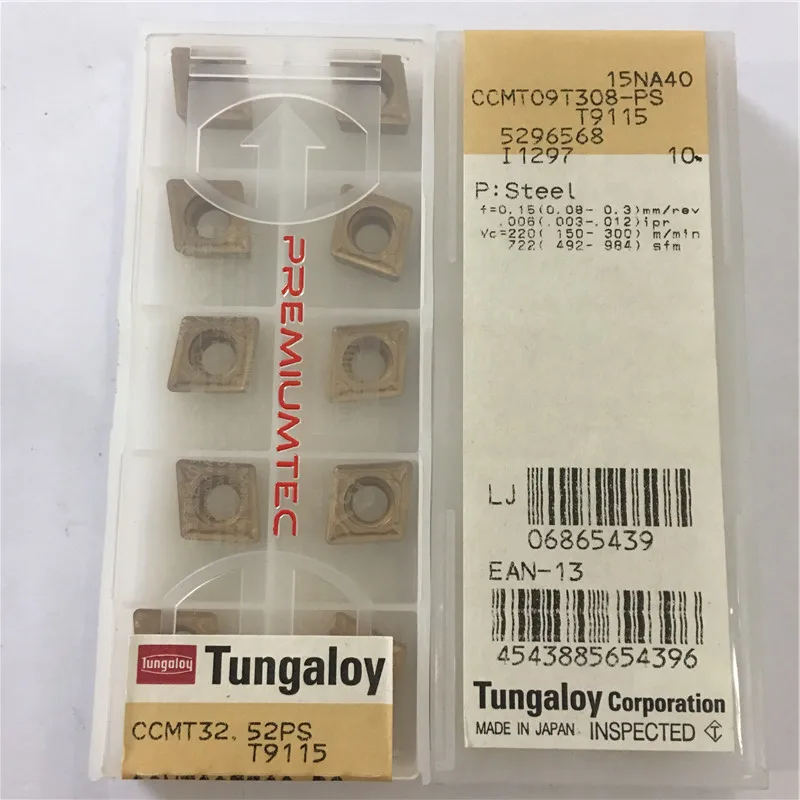 PREMIUMTEC
Tungaloy
Tungaloy
CCMT32.52PS
T9115
15NA40
CCMT09T308-PS
T9115
5296568
I1297 10
P:Steel
f=0.15(0.08- 0.3)mm/rev
.006(.003-.012)ipr
Vc=220( 150- 300) m/min
722( 492- 984) sfm
LJ
06865439
EAN-13
4543885654396
Tungaloy Corporation
MADE IN JAPAN INSPECTED T